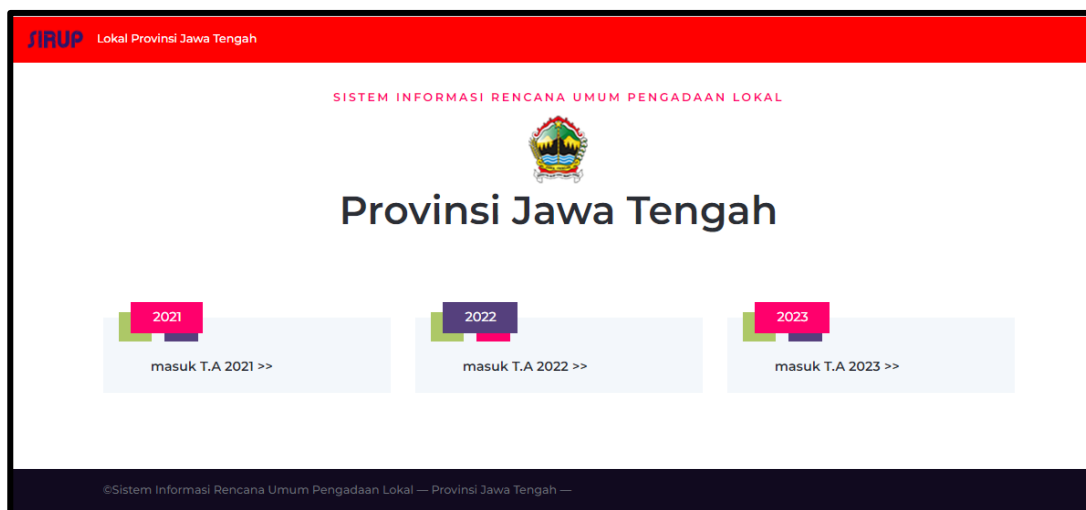 SIRUP Lokal Provinsi Jawa Tengah
SISTEM INFORMASI RENCANA UMUM PENGADAAN LOKAL
Provinsi Jawa Tengah
2021
masuk T.A 2021 >>
2022
masuk T.A 2022 >>
2023
masuk T.A 2023 >>
©Sistem Informasi Rencana Umum Pengadaan Lokal — Provinsi Jawa Tengah —